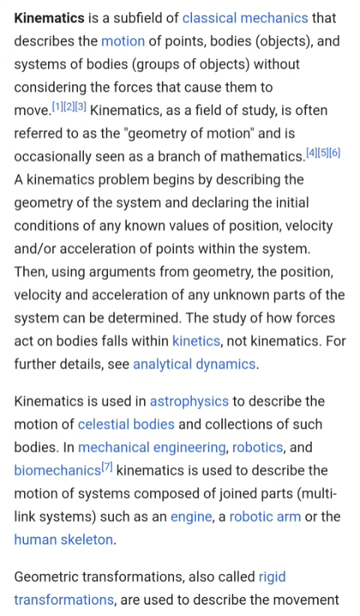 Kinematics is a subfield of classical mechanics that
describes the motion of points, bodies (objects), and
systems of bodies (groups of objects) without
considering the forces that cause them to
move.[1][2][3] Kinematics, as a field of study, is often
referred to as the "geometry of motion" and is
occasionally seen as a branch of mathematics.[4][5][6]
A kinematics problem begins by describing the
geometry of the system and declaring the initial
conditions of any known values of position, velocity
and/or acceleration of points within the system.
Then, using arguments from geometry, the position,
velocity and acceleration of any unknown parts of the
system can be determined. The study of how forces
act on bodies falls within kinetics, not kinematics. For
further details, see analytical dynamics.
Kinematics is used in astrophysics to describe the
motion of celestial bodies and collections of such
bodies. In mechanical engineering, robotics, and
biomechanics[7] kinematics is used to describe the
motion of systems composed of joined parts (multi-
link systems) such as an engine, a robotic arm or the
human skeleton.
Geometric transformations, also called rigid
transformations, are used to describe the movement